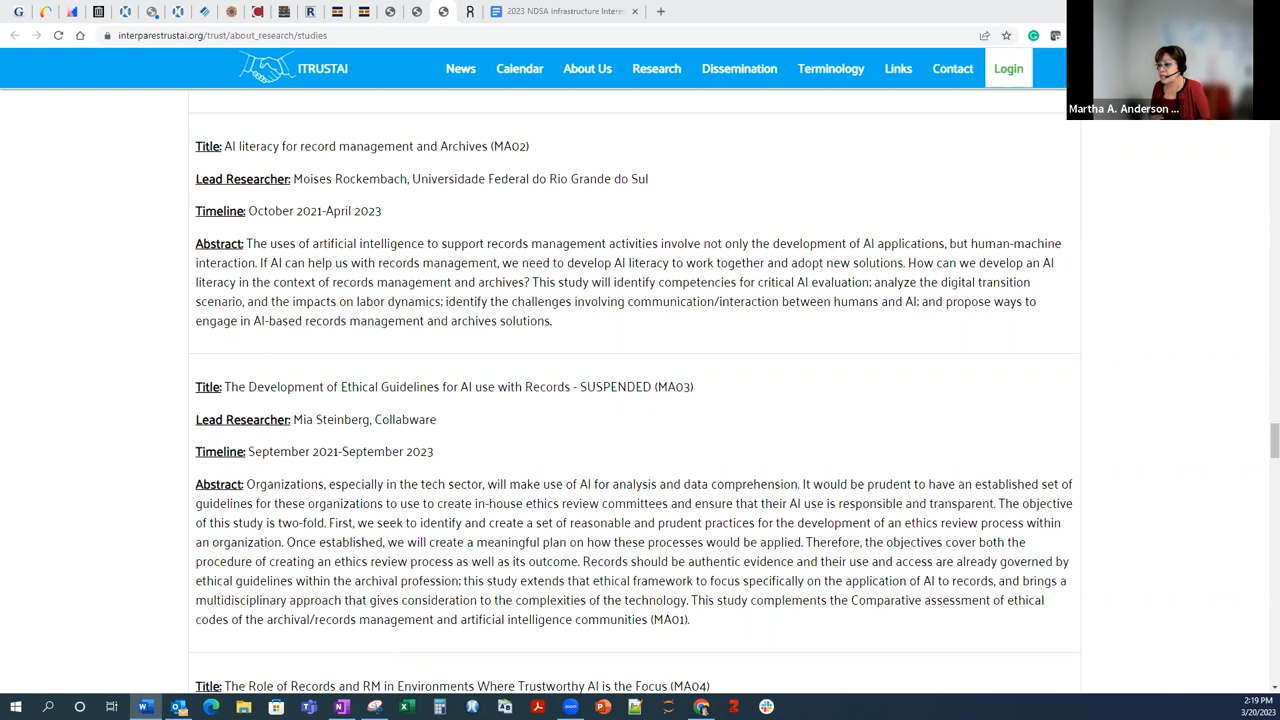 2023 NDSA Infrastructure Interes
interparestrustai.org/trust/about_research/studies
ITRUSTAI
News Calendar About Us Research Dissemination Terminology Links Contact Login
Martha A. Anderson ...
Title: AI literacy for record management and Archives (MA02)
Lead Researcher: Moises Rockembach, Universidade Federal do Rio Grande do Sul
Timeline: October 2021-April 2023
Abstract: The uses of artificial intelligence to support records management activities involve not only the development of AI applications, but human-machine
interaction. If AI can help us with records management, we need to develop AI literacy to work together and adopt new solutions. How can we develop an AI
literacy in the context of records management and archives? This study will identify competencies for critical AI evaluation; analyze the digital transition
scenario, and the impacts on labor dynamics; identify the challenges involving communication/interaction between humans and AI; and propose ways to
engage in AI-based records management and archives solutions.
Title: The Development of Ethical Guidelines for AI use with Records - SUSPENDED (MA03)
Lead Researcher: Mia Steinberg, Collabware
Timeline: September 2021-September 2023
Abstract: Organizations, especially in the tech sector, will make use of AI for analysis and data comprehension. It would be prudent to have an established set of
guidelines for these organizations to use to create in-house ethics review committees and ensure that their AI use is responsible and transparent. The objective
of this study is two-fold. First, we seek to identify and create a set of reasonable and prudent practices for the development of an ethics review process within
an organization. Once established, we will create a meaningful plan on how these processes would be applied. Therefore, the objectives cover both the
procedure of creating an ethics review process as well as its outcome. Records should be authentic evidence and their use and access are already governed by
ethical guidelines within the archival profession; this study extends that ethical framework to focus specifically on the application of AI to records, and brings a
multidisciplinary approach that gives consideration to the complexities of the technology. This study complements the Comparative assessment of ethical
codes of the archival/records management and artificial intelligence communities (MA01).
Title: The Role of Records and RM in Environments Where Trustworthy AI is the Focus (MA04)
2:19 PM
3/20/2023